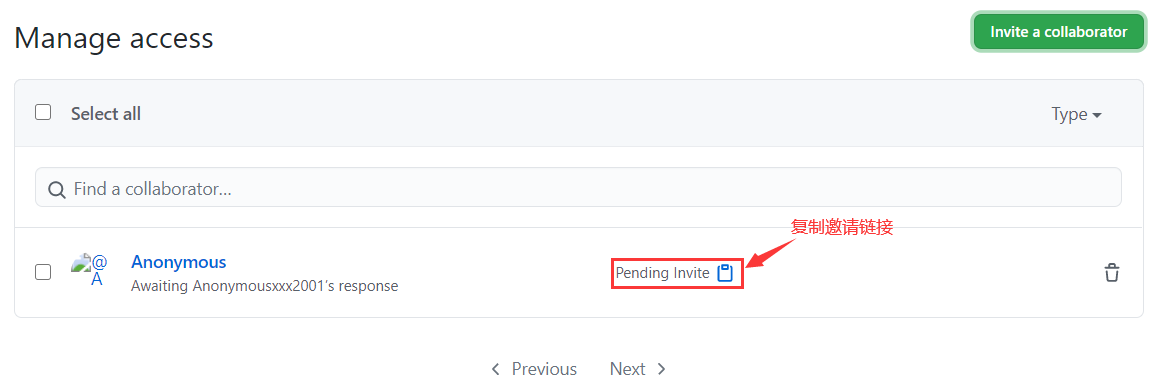 Manage access
Invite a collaborator
Select all
Type
Find a collaborator...
复制邀请链接
@
A
Anonymous
Pending Invite
Awaiting Anonymousxxx2001's response
Previous
Next